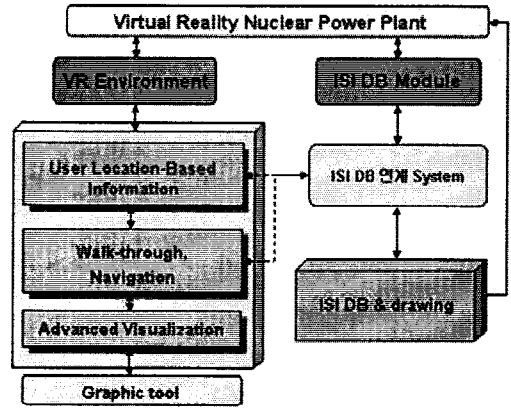 Virtual Reality Nuclear Power Plant
VR Environment
ISI DB Module
User Location-Based
Information
ISI DB 연계 System
Walk-through,
Navigation
ISI DB & drawing
Advanced Visualization
Graphic tool